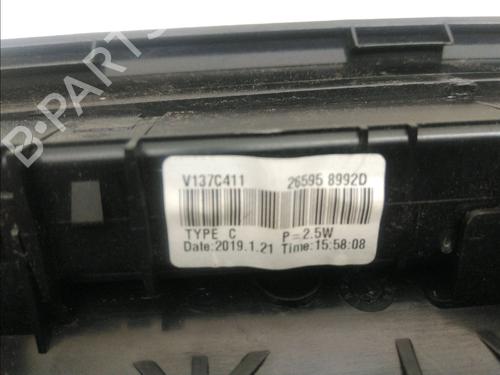 B-PARTS
V137C411 26595 8992D
TYPE C P=2.5W
Date:2019.1.21 Time:15:58:08